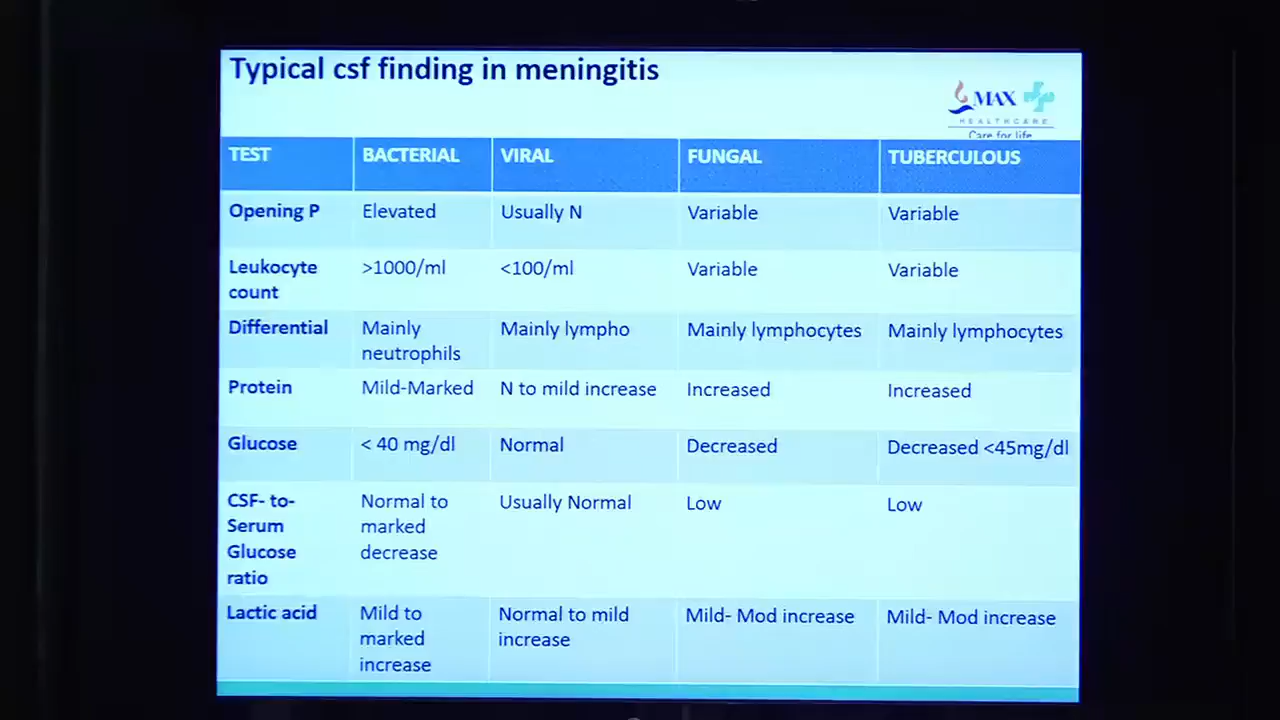 Typical csf finding in meningitis
MAX
HEALTHCARE
Care for life
TEST BACTERIAL VIRAL FUNGAL TUBERCULOUS
Opening P Elevated Usually N Variable Variable
Leukocyte >1000/ml <100/ml Variable Variable
count
Differential Mainly Mainly lympho Mainly lymphocytes Mainly lymphocytes
neutrophils
Protein Mild-Marked N to mild increase Increased Increased
Glucose < 40 mg/dl Normal Decreased Decreased <45mg/dl
CSF- to- Normal to Usually Normal Low Low
Serum marked
Glucose decrease
ratio
Lactic acid Mild to Normal to mild Mild- Mod increase Mild- Mod increase
marked increase
increase